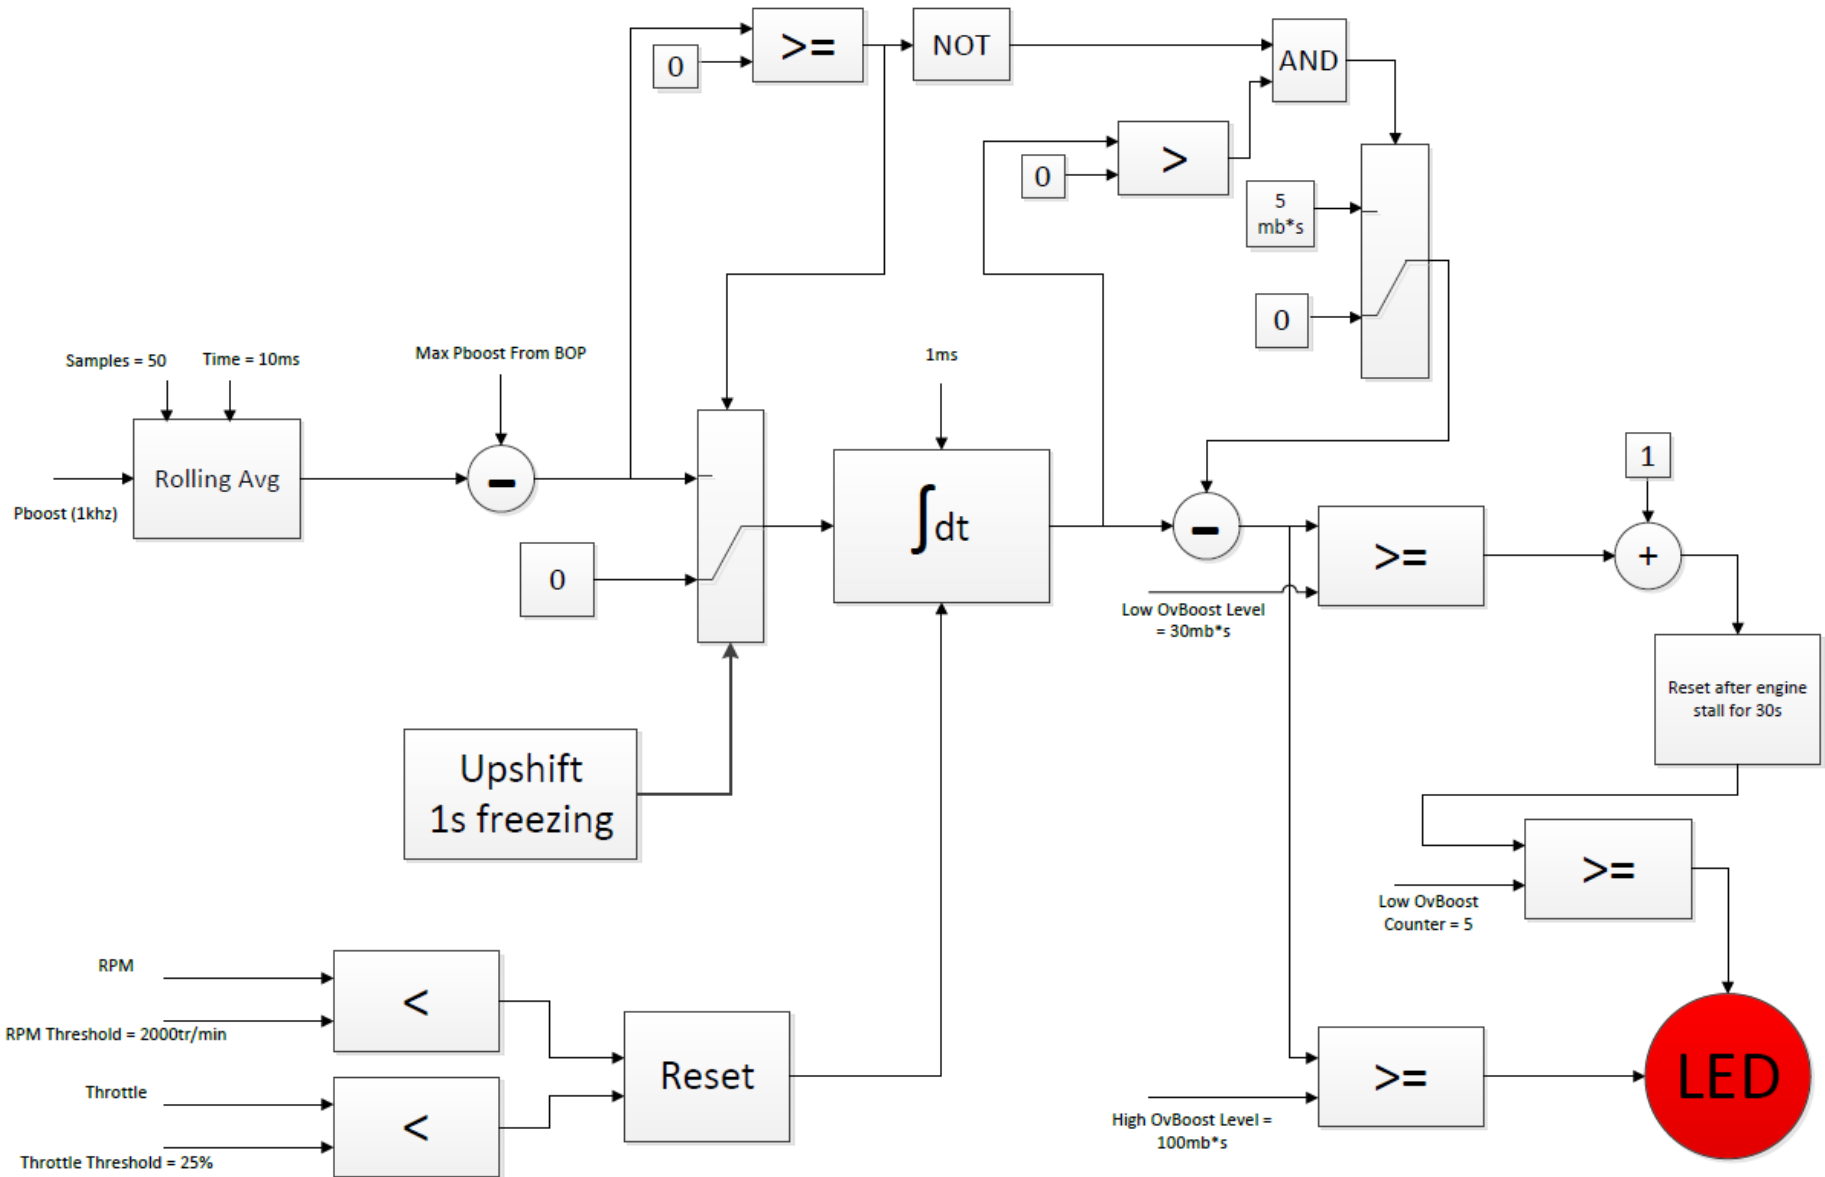 >=
NOT
AND
0
>
0
5
mb*s
0
Samples = 50
Time = 10ms
Max Pboost From BOP
1ms
Rolling Avg
-
Pboost (1khz)
0
∫dt
-
>=
1
+
Low OvBoost Level
= 30mb*s
Reset after engine
stall for 30s
Upshift
1s freezing
>=
Low OvBoost
Counter = 5
RPM
<
RPM Threshold = 2000tr/min
Reset
Throttle
<
Throttle Threshold = 25%
>=
LED
High OvBoost Level =
100mb*s